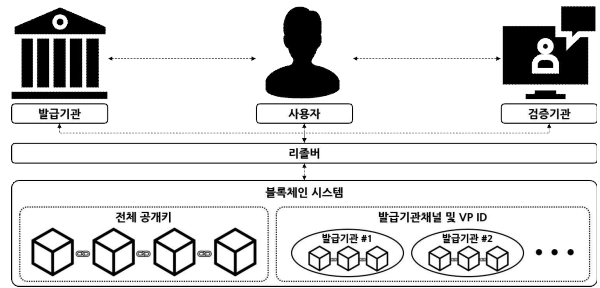 발급기관
사용자
검증기관
리졸버
블록체인 시스템
전체 공개키
발급기관채널 및 VP ID
발급기관 #1
발급기관 #2